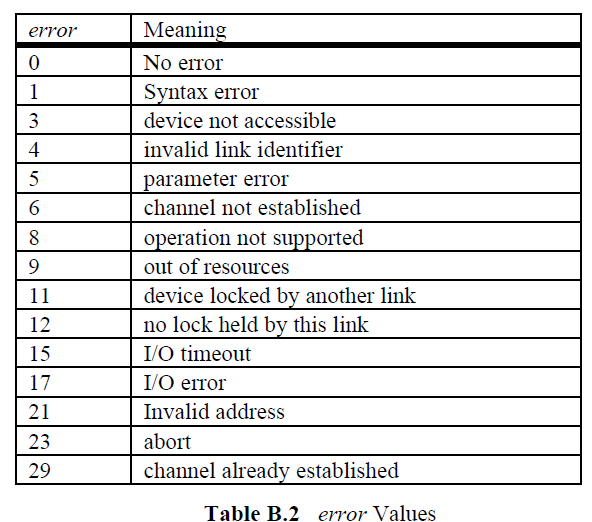 error Meaning
0 No error
1 Syntax error
3 device not accessible
4 invalid link identifier
5 parameter error
6 channel not established
8 operation not supported
9 out of resources
11 device locked by another link
12 no lock held by this link
15 I/O timeout
17 I/O error
21 Invalid address
23 abort
29 channel already established
Table B.2 error Values